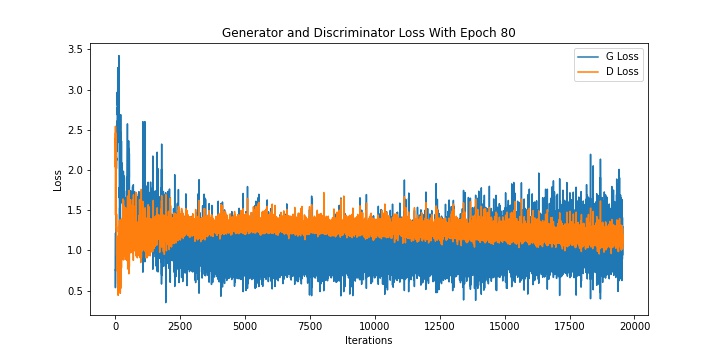 Generator and Discriminator Loss With Epoch 80
G Loss
D Loss
3.5
3.0
2.5
2.0
1.5
1.0
0.5
Loss
0 2500 5000 7500 10000 12500 15000 17500 20000
Iterations